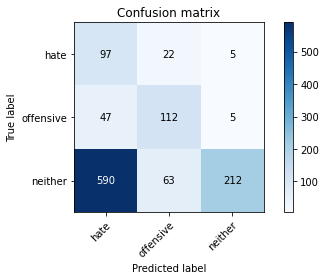 Confusion matrix
hate 97 22 5
offensive 47 112 5
neither 590 63 212
hate offensive neither
True label
Predicted label
500
400
300
200
100